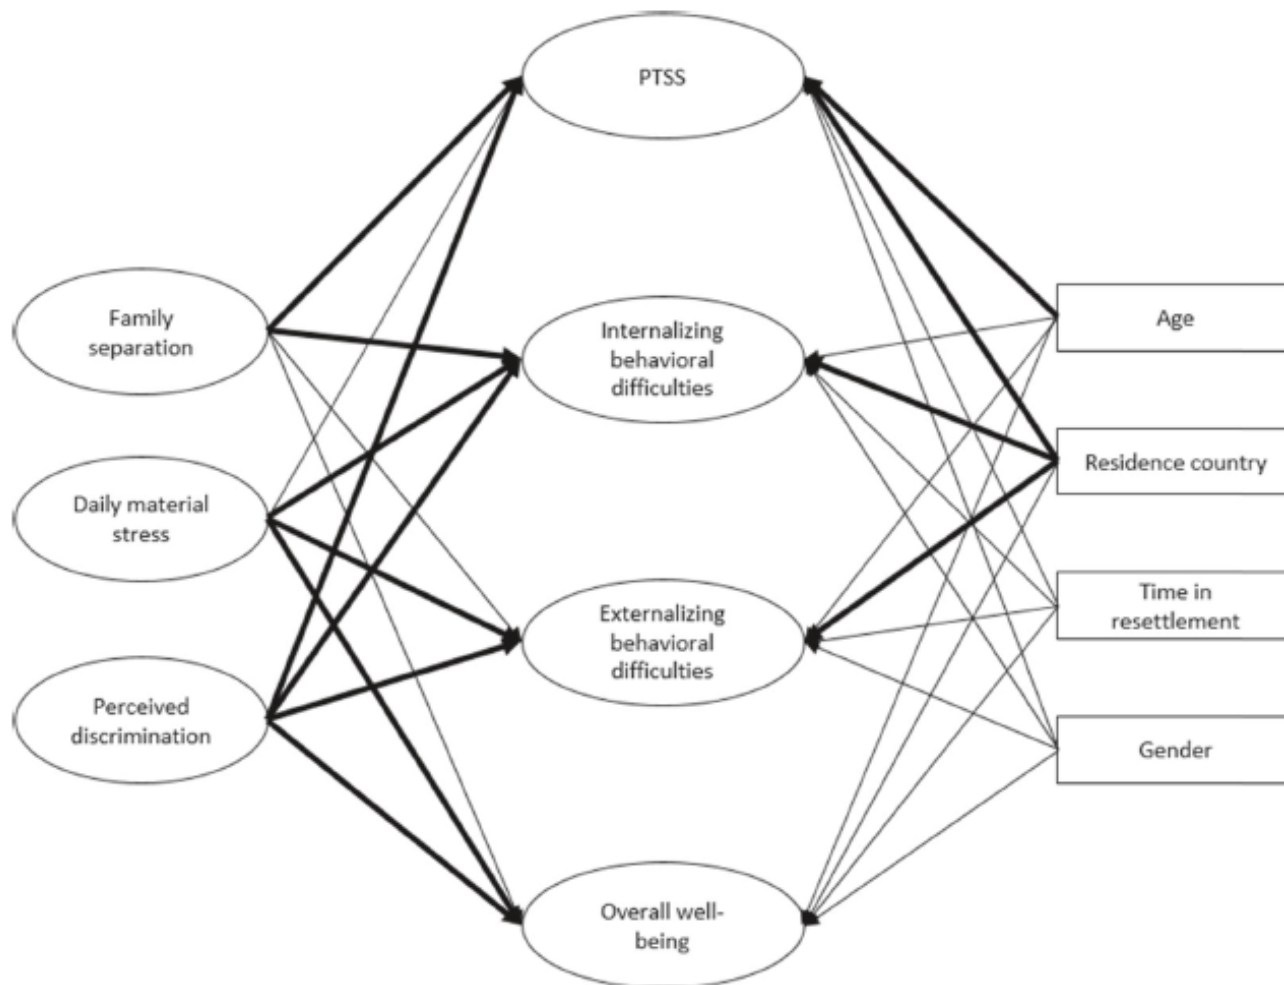 PTSS
Family
separation
Internalizing
behavioral
difficulties
Age
Residence country
Daily material
stress
Externalizing
behavioral
difficulties
Time in
resettlement
Perceived
discrimination
Gender
Overall well-
being